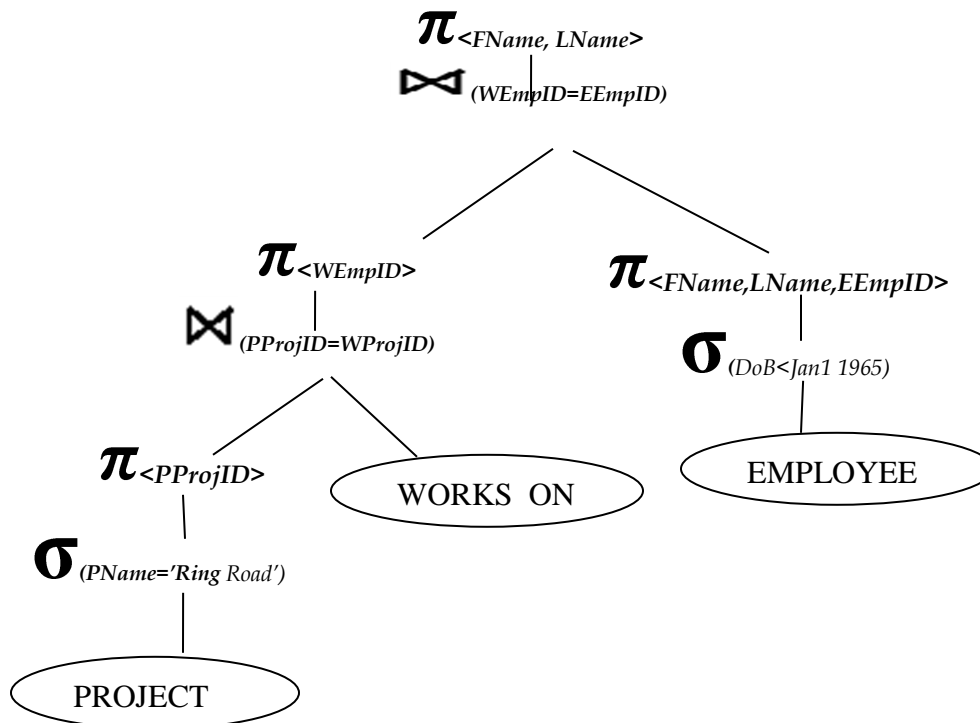 π<FName, LName>
⋈(WEmpID=EEmpID)
π<WEmpID>
π<FName,LName,EEmpID>
⋈(PProjID=WProjID)
σ(DoB<Jan1 1965)
π<PProjID>
EMPLOYEE
WORKS ON
σ(PName=’Ring Road’)
PROJECT